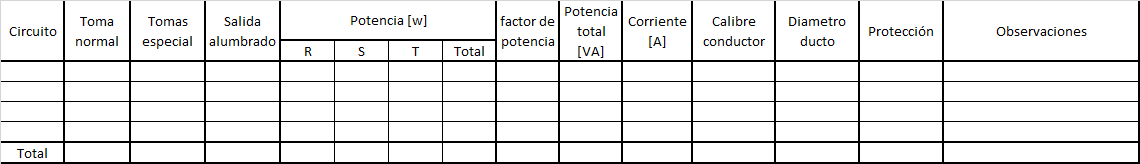 Circuito
Toma
normal
Tomas
especial
Salida
alumbrado
Potencia [w]
R
S
T
Total
factor de
potencia
Potencia
total
[VA]
Corriente
[A]
Calibre
conductor
Diametro
ducto
Protección
Observaciones
Total